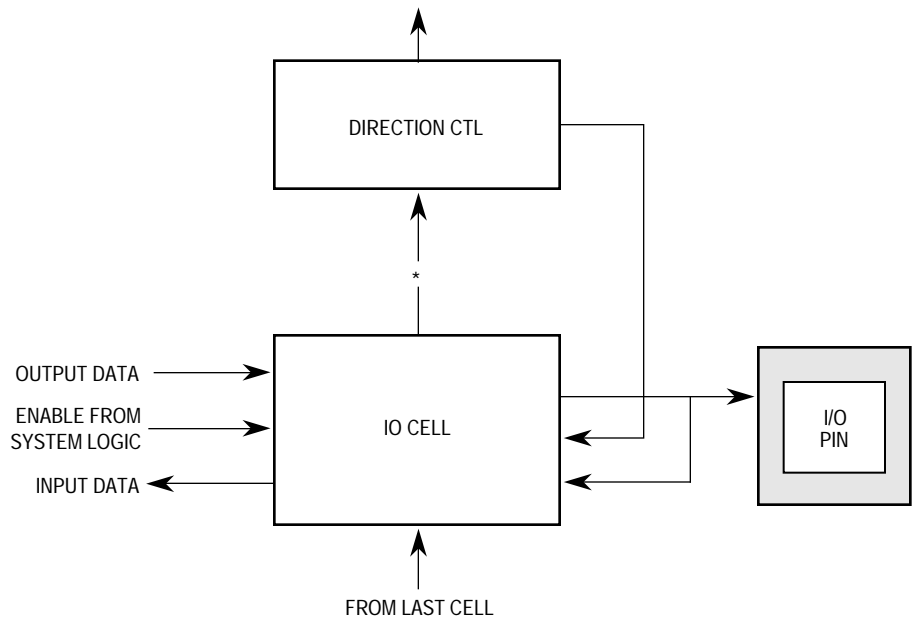 DIRECTION CTL
*
OUTPUT DATA
ENABLE FROM
SYSTEM LOGIC
INPUT DATA
IO CELL
I/O
PIN
FROM LAST CELL